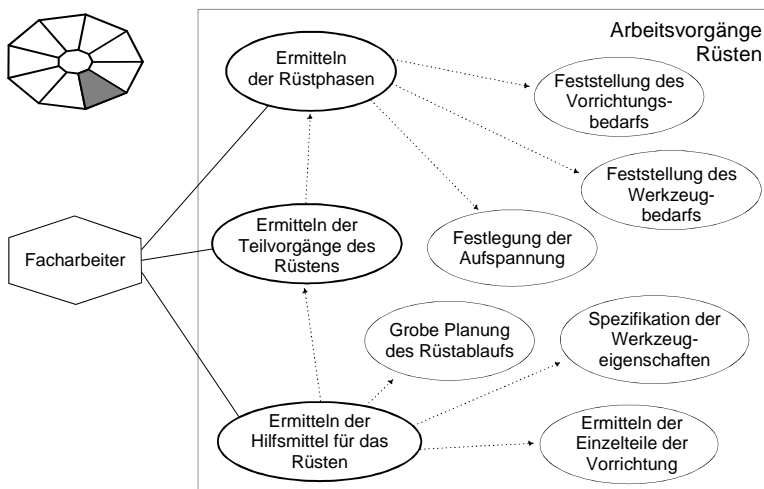 Arbeitsvorgänge
Rüsten
Ermitteln
der Rüstphasen
Feststellung des
Vorrichtungs-
bedarfs
Feststellung des
Werkzeug-
bedarfs
Ermitteln der
Teilvorgänge des
Rüstens
Festlegung der
Aufspannung
Facharbeiter
Grobe Planung
des Rüstablaufs
Spezifikation der
Werkzeug-
eigenschaften
Ermitteln der
Hilfsmittel für das
Rüsten
Ermitteln der
Einzelteile der
Vorrichtung